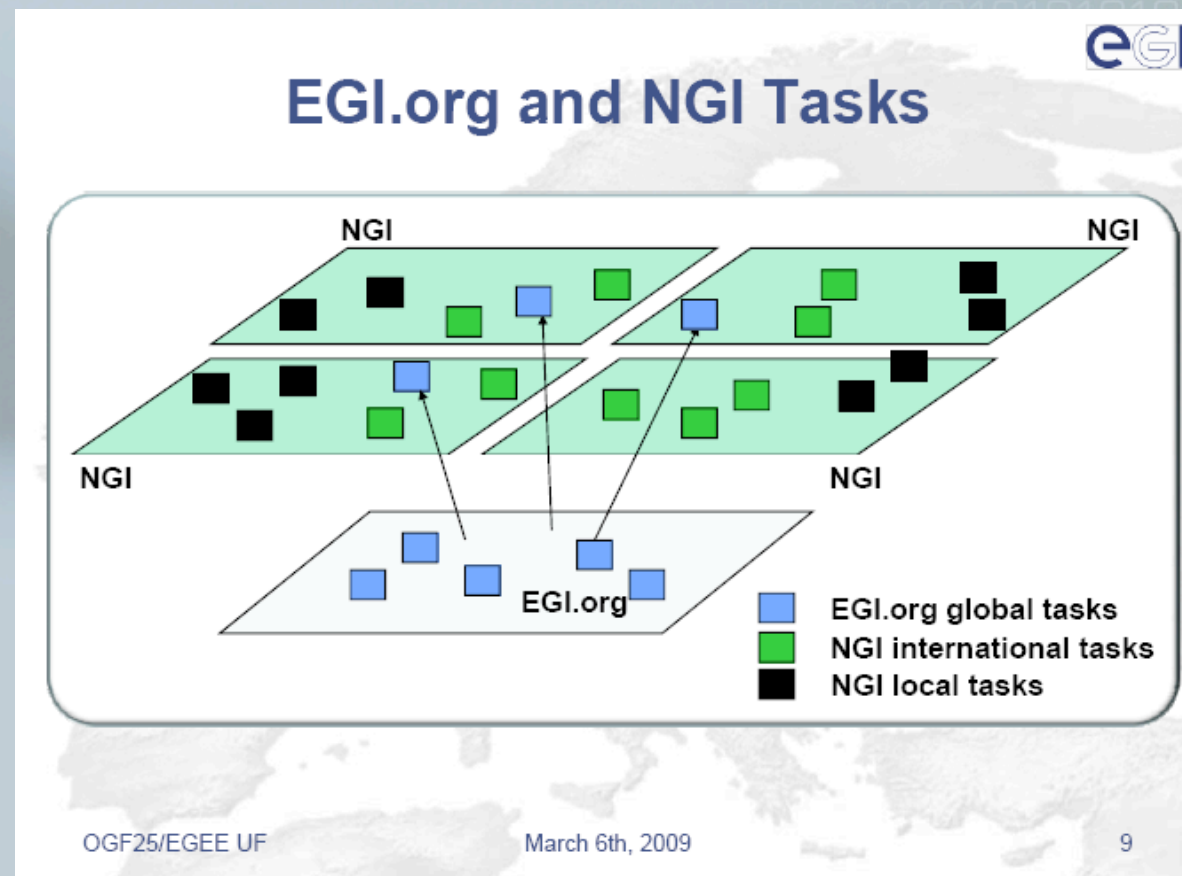 eGI
EGI.org and NGI Tasks
NGI
NGI
NGI
NGI
EGI.org
EGI.org global tasks
NGI international tasks
NGI local tasks
OGF25/EGEE UF
March 6th, 2009
9